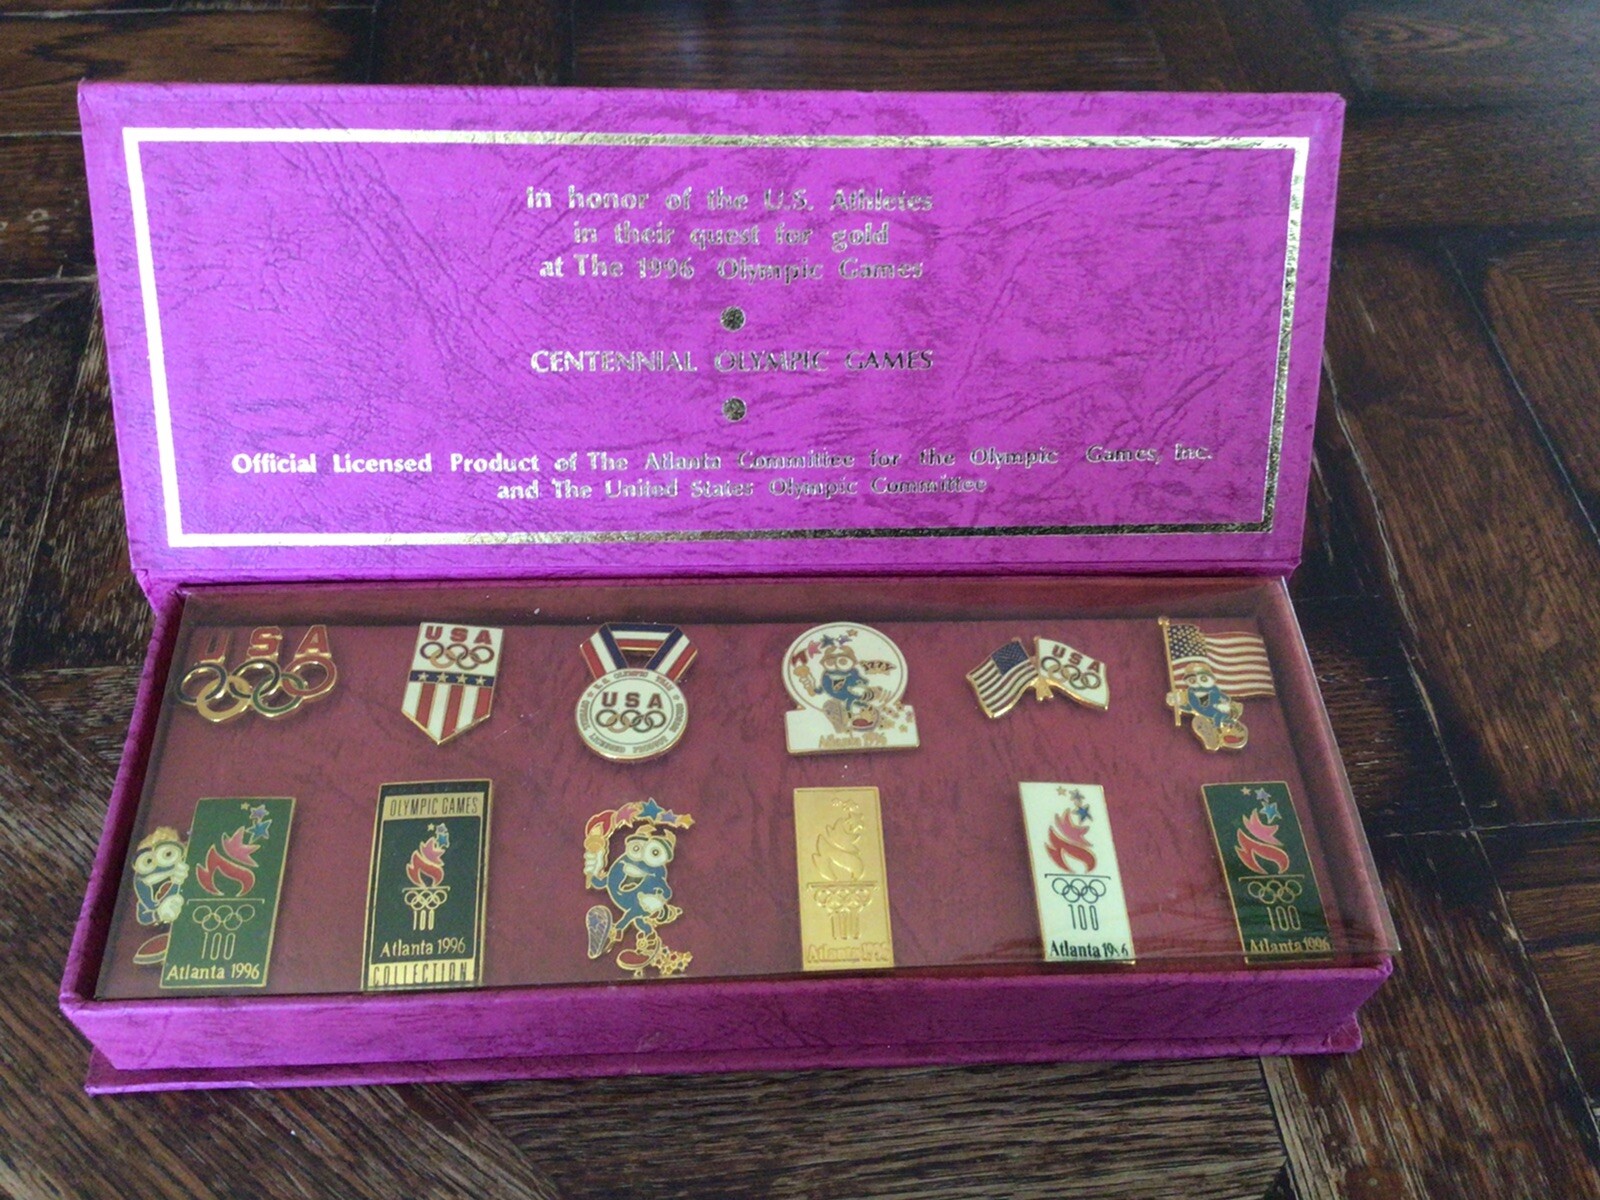 In honor of the U.S. Athletes
in their quest for gold
at The 1996 Olympic Games
CENTENNIAL OLYMPIC GAMES
Official Licensed Product of The Atlanta Committee for the Olympic Games, Inc.
and The United States Olympic Committee
USA
USA
USA
Atlanta 1996
USA
100
Atlanta 1996
OLYMPIC GAMES
100
Atlanta 1996
COLLECTION
100
Atlanta 1996
100
Atlanta 1996
100
Atlanta 1996